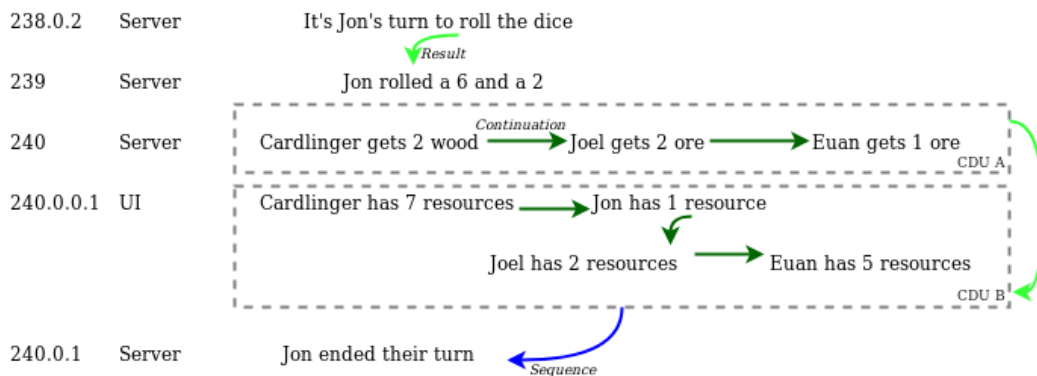 238.0.2 Server It's Jon's turn to roll the dice
Result
239 Server Jon rolled a 6 and a 2
Continuation
240 Server Cardlinger gets 2 wood Joel gets 2 ore Euan gets 1 ore
CDU A
240.0.0.1 UI Cardlinger has 7 resources Jon has 1 resource
Joel has 2 resources Euan has 5 resources
CDU B
240.0.1 Server Jon ended their turn
Sequence